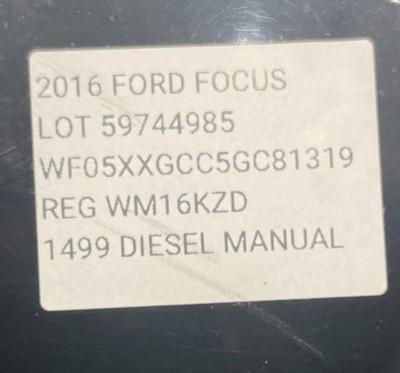 2016 FORD FOCUS
LOT 59744985
WF05XXGCC5GC81319
REG WM16KZD
1499 DIESEL MANUAL